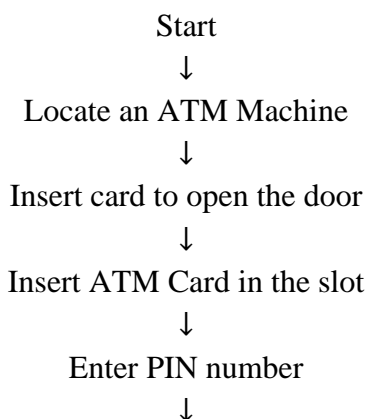 Start
↓
Locate an ATM Machine
↓
Insert card to open the door
↓
Insert ATM Card in the slot
↓
Enter PIN number
↓